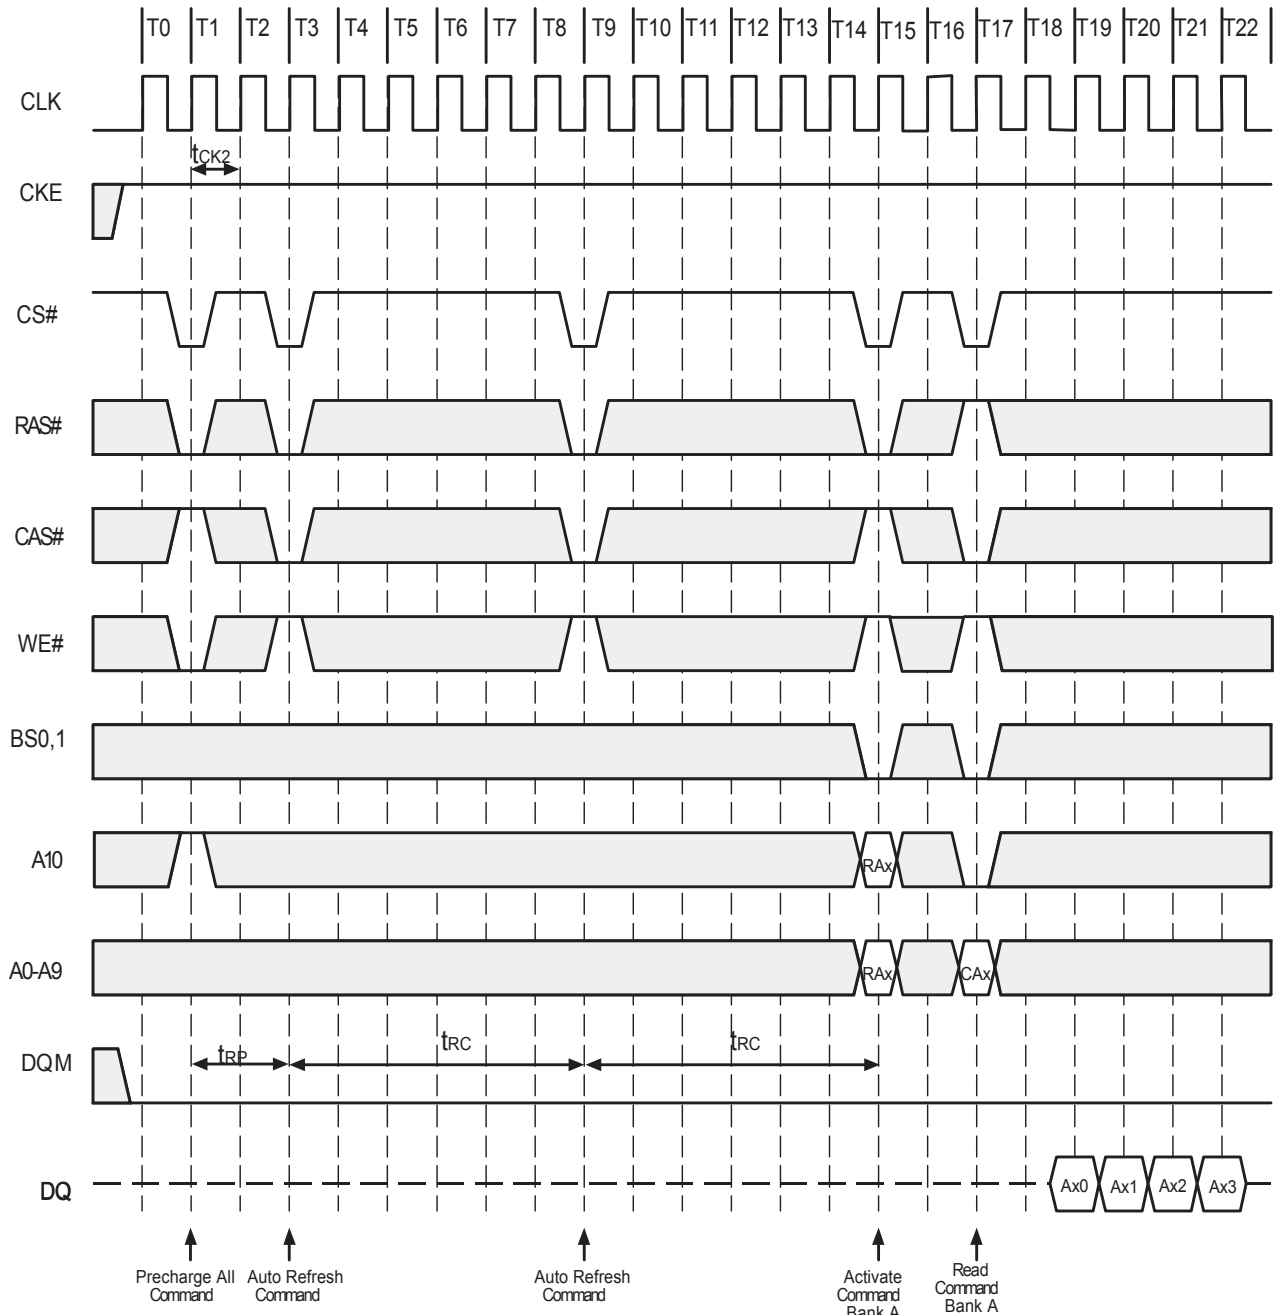 T0 T1 T2 T3 T4 T5 T6 T7 T8 T9 T10 T11 T12 T13 T14 T15 T16 T17 T18 T19 T20 T21 T22
CLK
tCK2
CKE
CS#
RAS#
CAS#
WE#
BS0,1
A10
RAx
A0-A9
RAx CAx
DQM
tRP tRC tRC
DQ
Ax0 Ax1 Ax2 Ax3
Precharge All
Command
Auto Refresh
Command
Auto Refresh
Command
Activate
Command
Bank A
Read
Command
Bank A